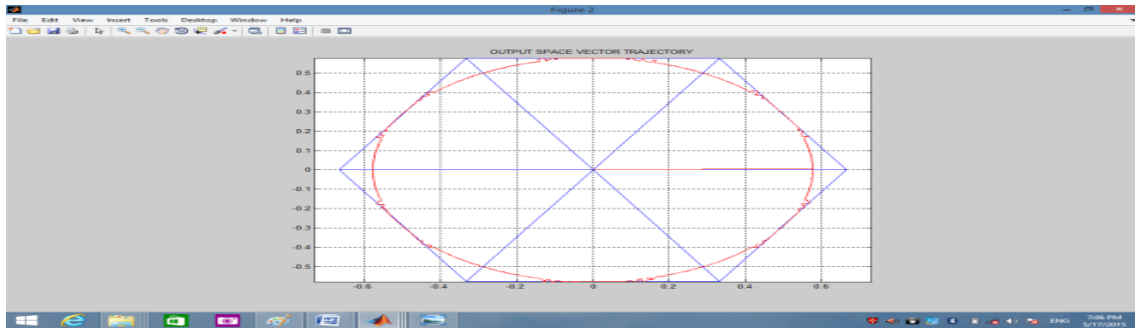 Figure 2
File Edit View Insert Tools Desktop Window Help
OUTPUT SPACE VECTOR TRAJECTORY
0.5
0.4
0.3
0.2
0.1
0
-0.1
-0.2
-0.3
-0.4
-0.5
-0.6 -0.4 -0.2 0 0.2 0.4 0.6
ENG
7:06 PM
5/17/2015